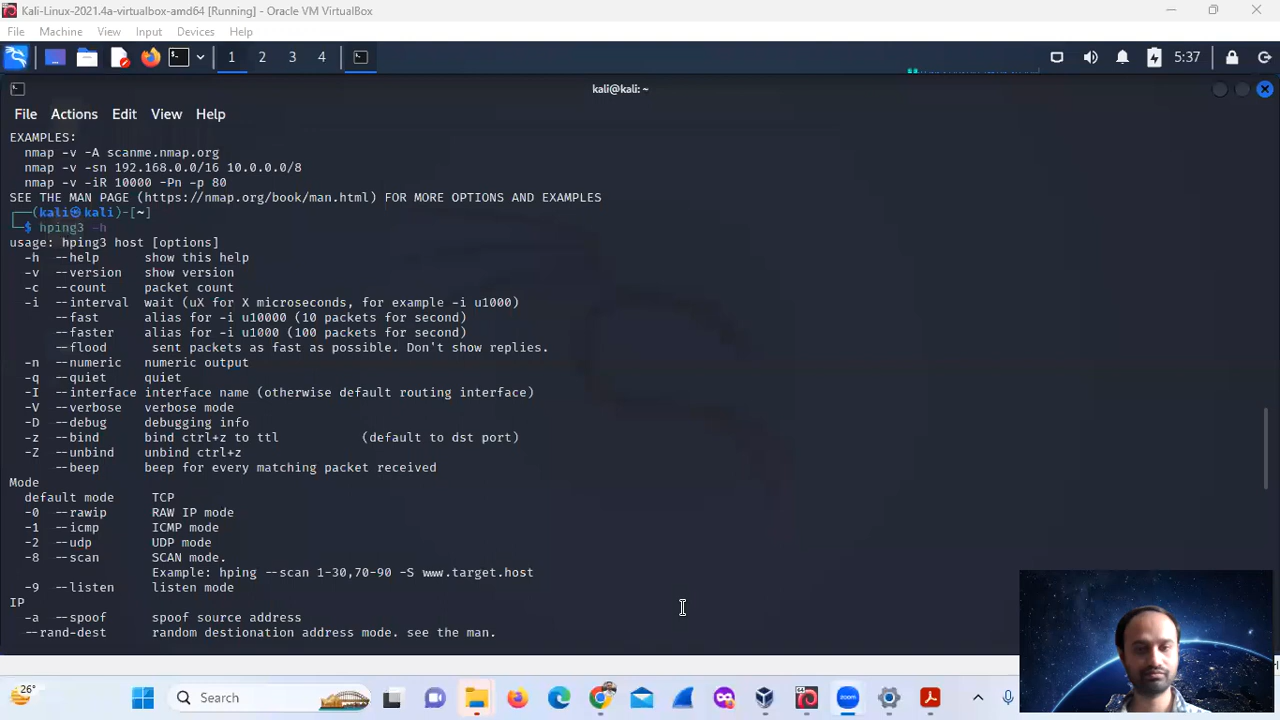 Kali-Linux-2021.4a-virtualbox-amd64 [Running] - Oracle VM VirtualBox
File Machine View Input Devices Help
1 2 3 4 5:37
kali@kali: ~
File Actions Edit View Help
EXAMPLES:
nmap -v -A scanme.nmap.org
nmap -v -sn 192.168.0.0/16 10.0.0.0/8
nmap -v -iR 10000 -Pn -p 80
SEE THE MAN PAGE (https://nmap.org/book/man.html) FOR MORE OPTIONS AND EXAMPLES
┌──(kali㉿kali)-[~]
└─$ hping3 -h
usage: hping3 host [options]
-h --help show this help
-v --version show version
-c --count packet count
-i --interval wait (uX for X microseconds, for example -i u1000)
--fast alias for -i u10000 (10 packets for second)
--faster alias for -i u1000 (100 packets for second)
--flood sent packets as fast as possible. Don't show replies.
-n --numeric numeric output
-q --quiet quiet
-I --interface interface name (otherwise default routing interface)
-V --verbose verbose mode
-D --debug debugging info
-z --bind bind ctrl+z to ttl (default to dst port)
-Z --unbind unbind ctrl+z
--beep beep for every matching packet received
Mode
default mode TCP
-0 --rawip RAW IP mode
-1 --icmp ICMP mode
-2 --udp UDP mode
-8 --scan SCAN mode.
Example: hping --scan 1-30,70-90 -S www.target.host
-9 --listen listen mode
IP
-a --spoof spoof source address
--rand-dest random destionation address mode. see the man.
26°
Search
zoom